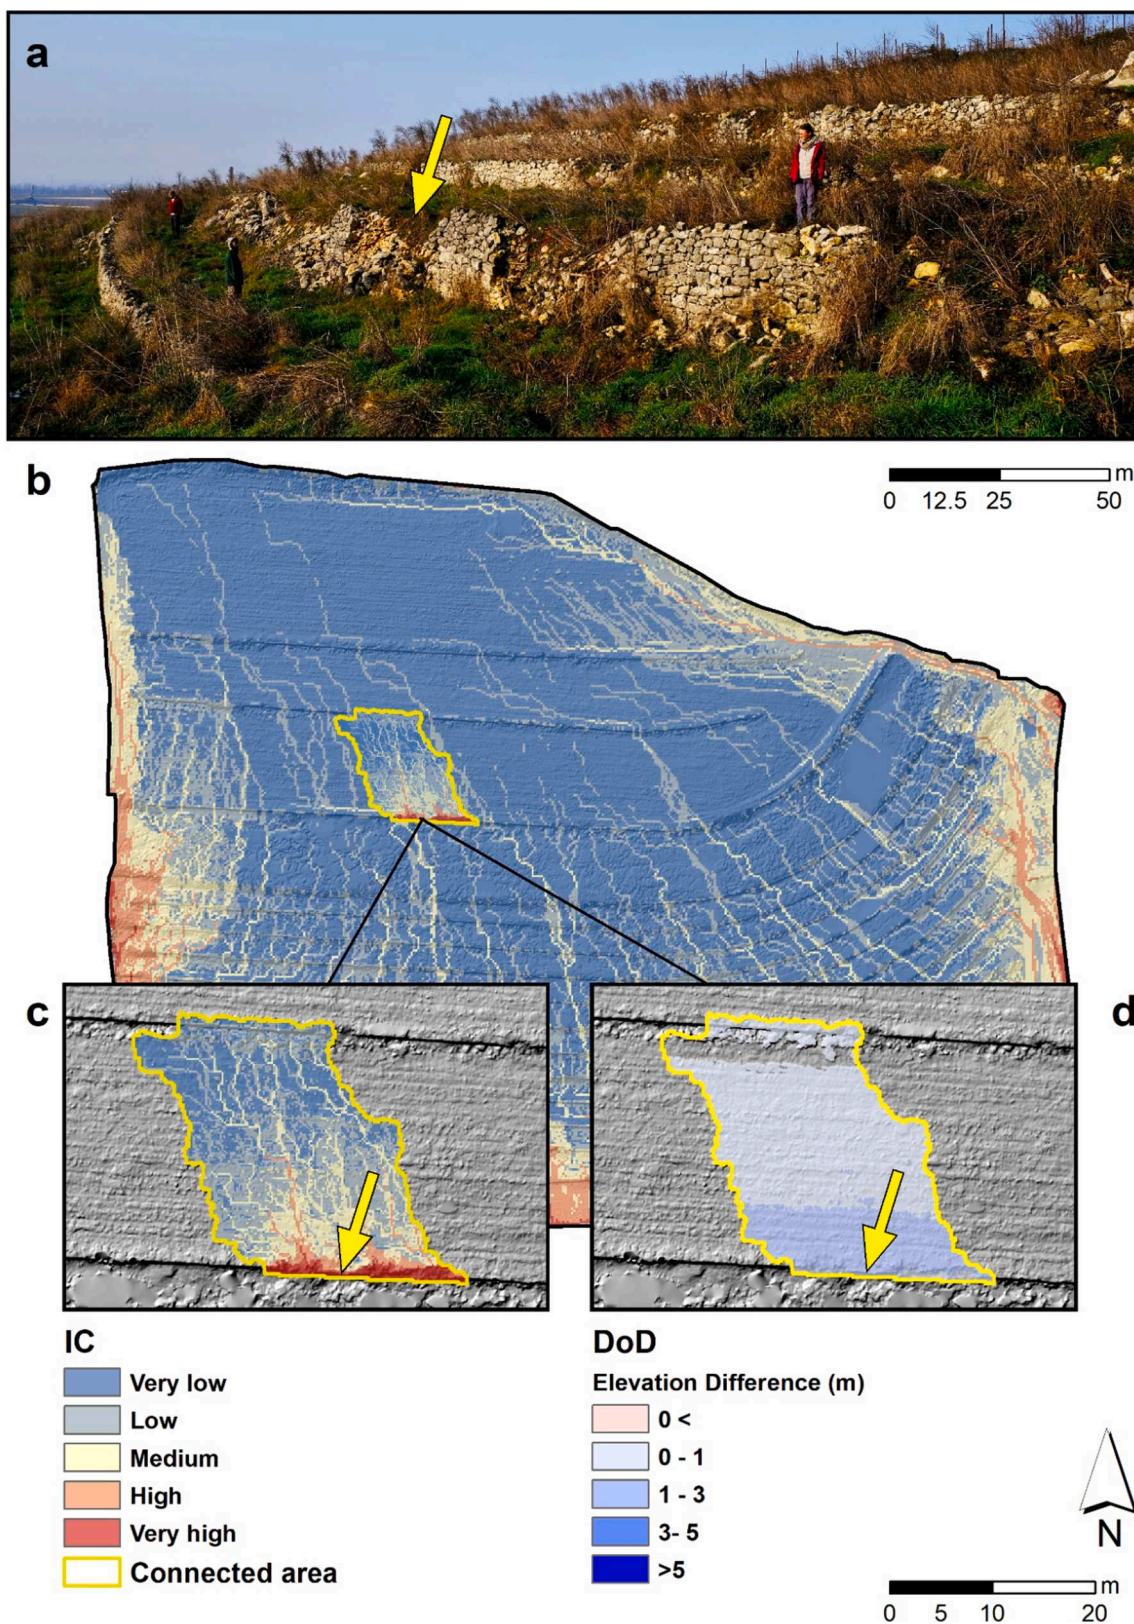 a
b
m
0 12.5 25 50
c
d
IC
Very low
Low
Medium
High
Very high
Connected area
DoD
Elevation Difference (m)
0 <
0 - 1
1 - 3
3- 5
>5
N
m
0 5 10 20